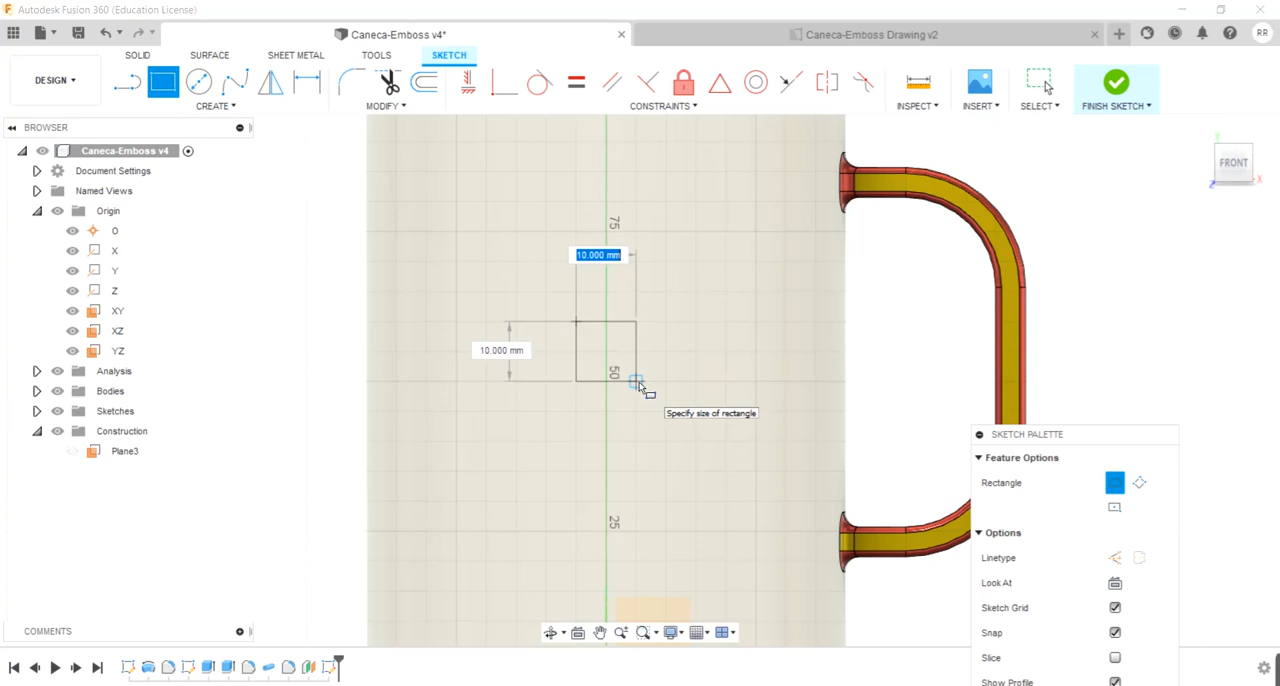 Autodesk Fusion 360 (Education License)
Caneca-Emboss v4*
Caneca-Emboss Drawing v2
RR
SOLID
SURFACE
SHEET METAL
TOOLS
SKETCH
DESIGN
CREATE
MODIFY
CONSTRAINTS
INSPECT
INSERT
SELECT
FINISH SKETCH
BROWSER
Caneca-Emboss v4
Document Settings
Named Views
Origin
O
X
Y
Z
XY
XZ
YZ
Analysis
Bodies
Sketches
Construction
Plane3
FRONT
Y
Z
X
75
10.000 mm
10.000 mm
50
Specify size of rectangle
25
SKETCH PALETTE
Feature Options
Rectangle
Options
Linetype
Look At
Sketch Grid
Snap
Slice
Show Profile
COMMENTS